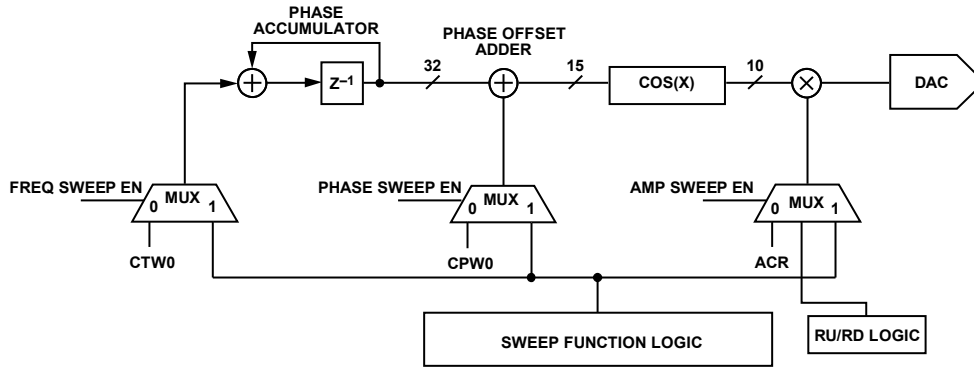 PHASE
ACCUMULATOR
PHASE OFFSET
ADDER
32
15
10
+
Z–1
+
COS(X)
×
DAC
FREQ SWEEP EN
MUX
0
1
PHASE SWEEP EN
MUX
0
1
AMP SWEEP EN
MUX
0
1
CTW0
CPW0
ACR
SWEEP FUNCTION LOGIC
RU/RD LOGIC